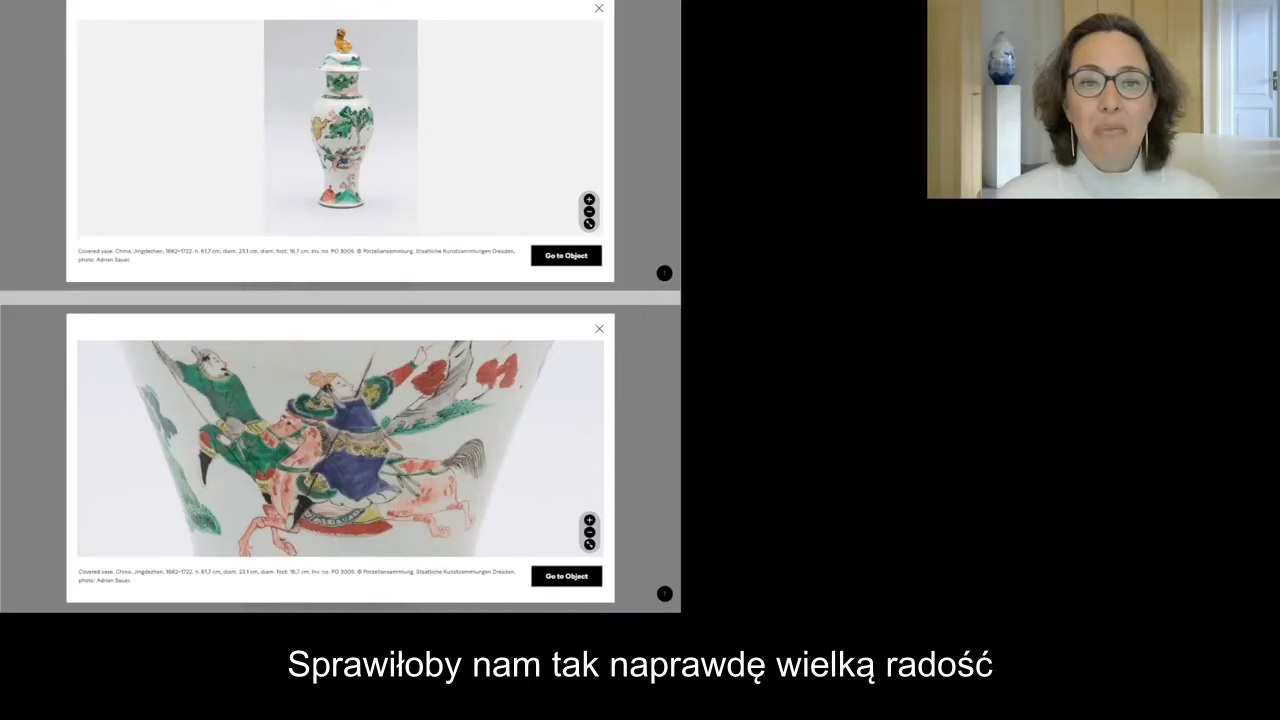 Covered vase, China, Jingdezhen, 1662–1722, h. 61,7 cm, diam. 23,1 cm, diam. foot: 16,7 cm, Inv. no. PO 3005. © Porzellansammlung, Staatliche Kunstsammlungen Dresden,
photo: Adrian Sauer.
Go to Object
Covered vase, China, Jingdezhen, 1662–1722, h. 61,7 cm, diam. 23,1 cm, diam. foot: 16,7 cm, Inv. no. PO 3005. © Porzellansammlung, Staatliche Kunstsammlungen Dresden,
photo: Adrian Sauer.
Go to Object
Sprawiłoby nam tak naprawdę wielką radość